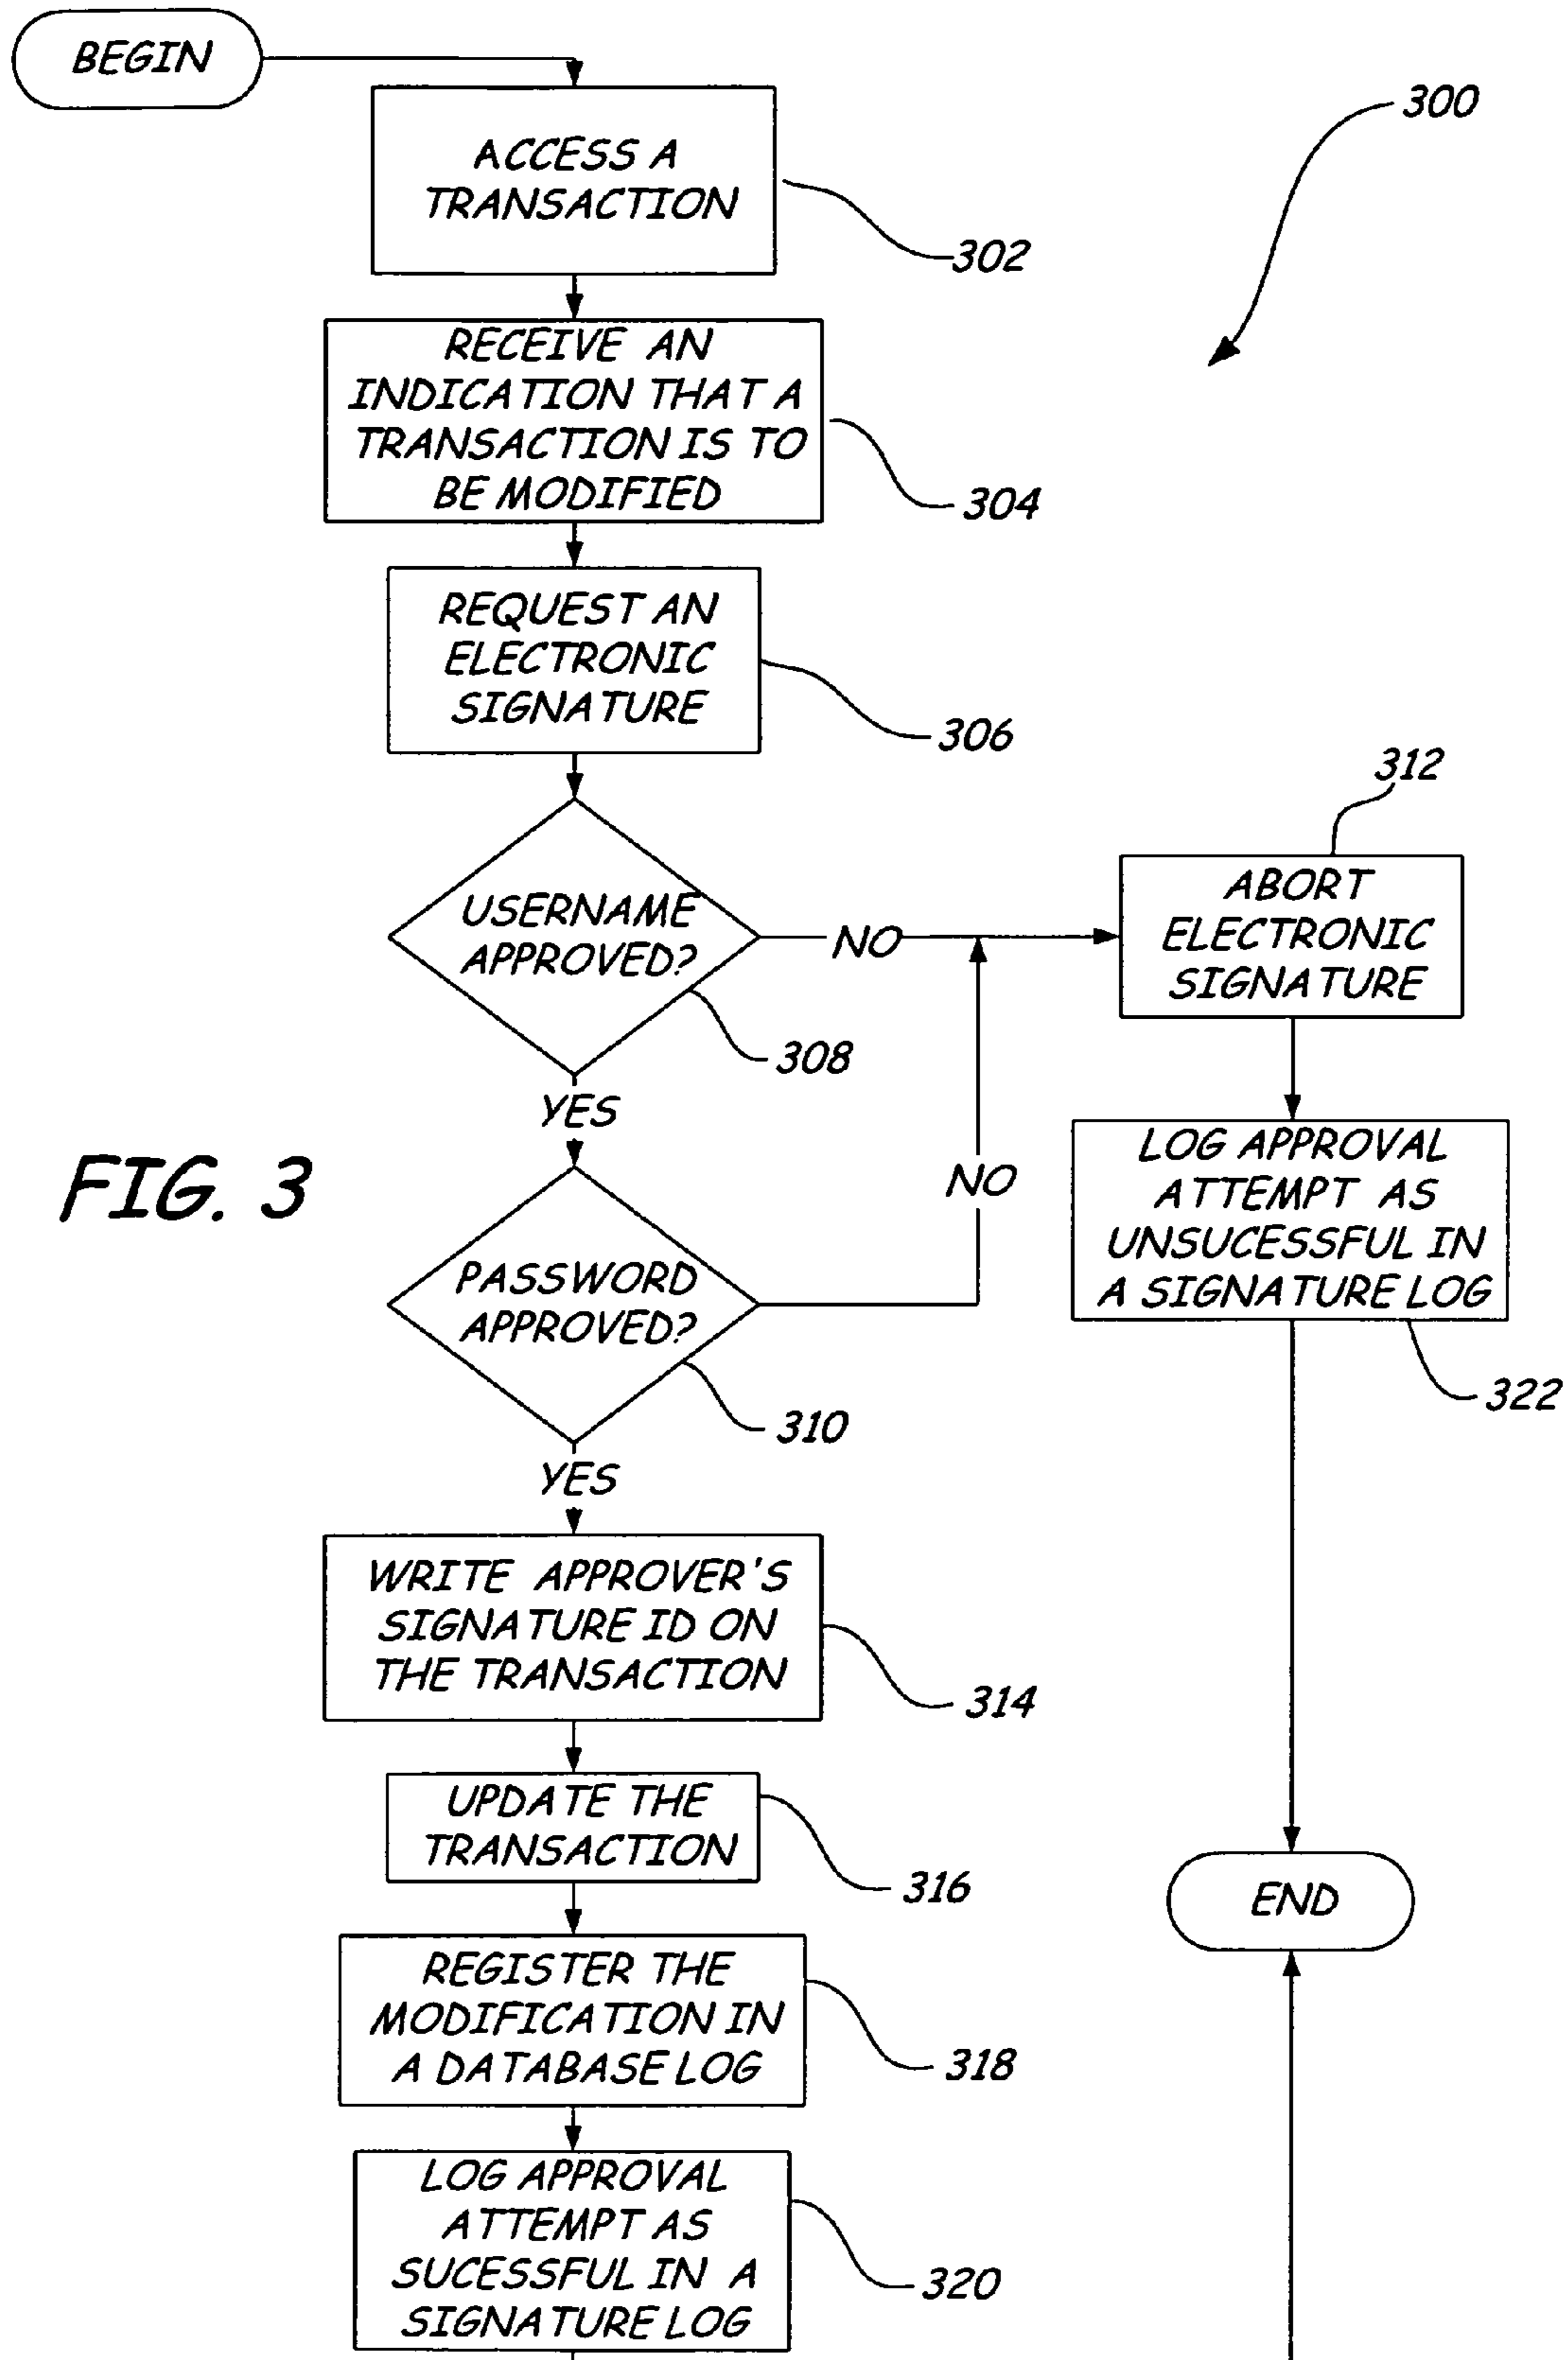 BEGIN
300
ACCESS A
TRANSACTION
302
RECEIVE AN
INDICATION THAT A
TRANSACTION IS TO
BE MODIFIED
304
REQUEST AN
ELECTRONIC
SIGNATURE
306
312
USERNAME
APPROVED?
NO
308
ABORT
ELECTRONIC
SIGNATURE
YES
FIG. 3
NO
LOG APPROVAL
ATTEMPT AS
UNSUCESSFUL IN
A SIGNATURE LOG
322
PASSWORD
APPROVED?
310
YES
WRITE APPROVER'S
SIGNATURE ID ON
THE TRANSACTION
314
UPDATE THE
TRANSACTION
316
END
REGISTER THE
MODIFICATION IN
A DATABASE LOG
318
LOG APPROVAL
ATTEMPT AS
SUCESSFUL IN A
SIGNATURE LOG
320